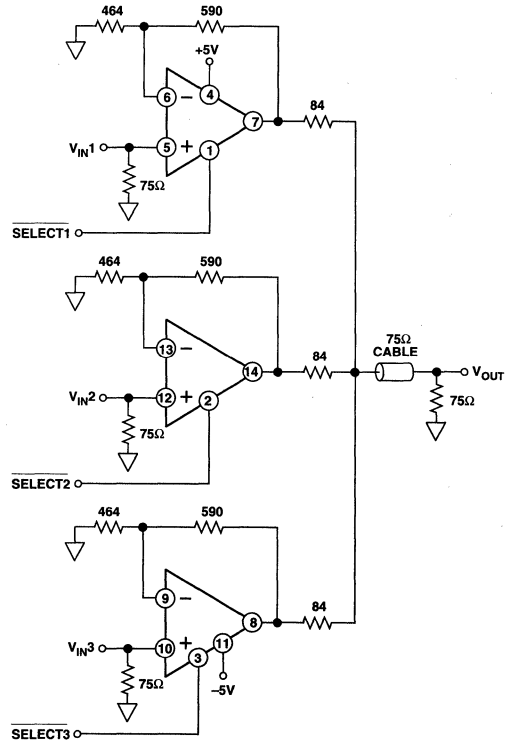 464 590
+5V
6 − 4
7 84
VIN1 5 + 1
75Ω
SELECT1
464 590
13 −
14 84
75Ω
CABLE
VOUT
VIN2 12 + 2
75Ω
75Ω
SELECT2
464 590
9 −
8 84
VIN3 10 + 11
3
75Ω
−5V
SELECT3